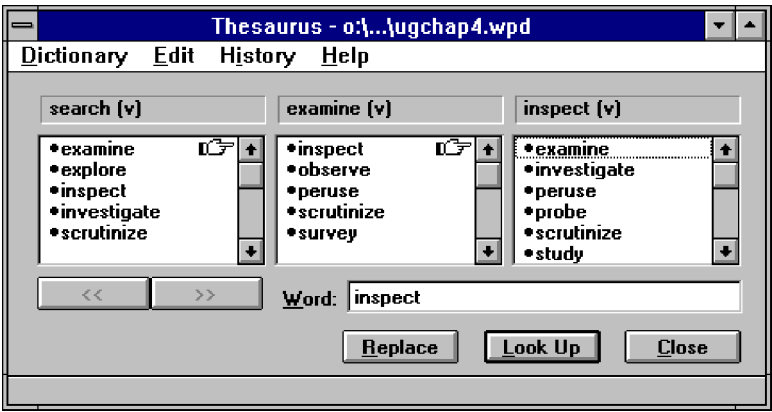 Thesaurus - o:\...\ugchap4.wpd
Dictionary Edit History Help
search (v) examine (v) inspect (v)
•examine •inspect •examine
•explore •observe •investigate
•inspect •peruse •peruse
•investigate •scrutinize •probe
•scrutinize •survey •scrutinize
•study
<< >> Word: inspect
Replace Look Up Close